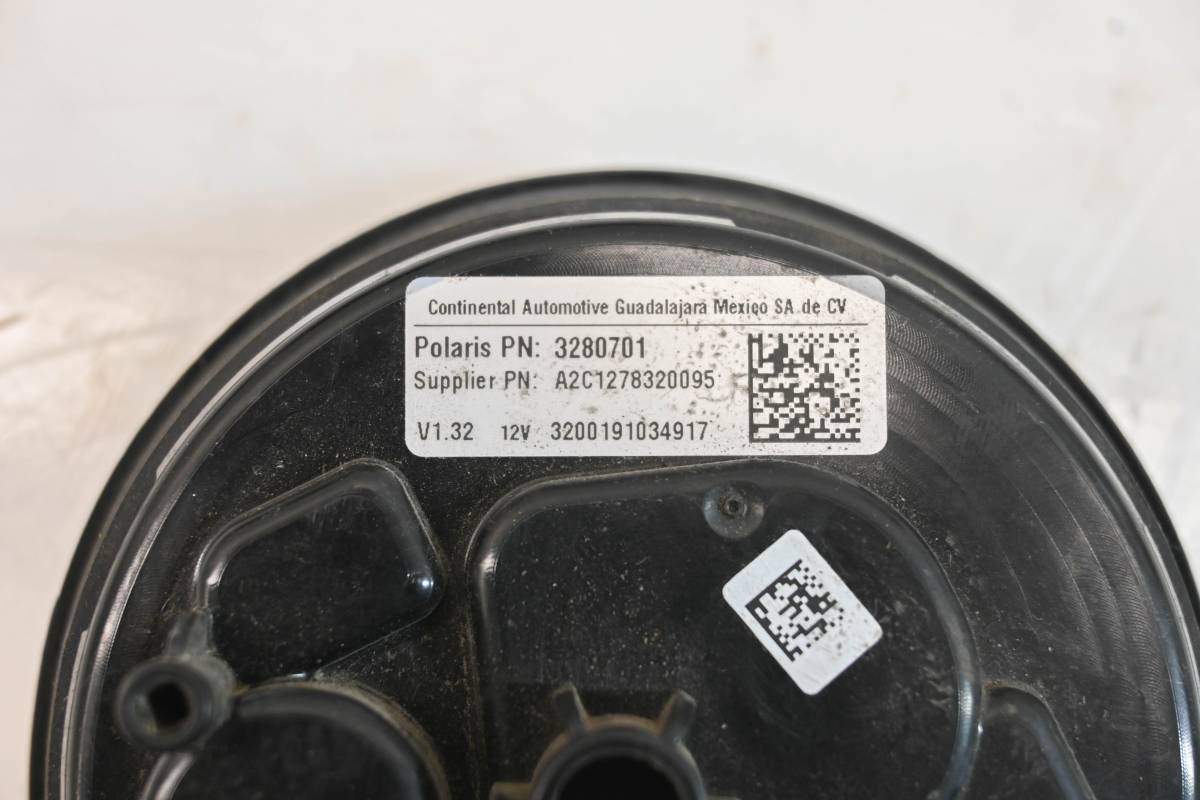 Continental Automotive Guadalajara Mexico SA de CV
Polaris PN: 3280701
Supplier PN: A2C1278320095
V1.32 12V 3200191034917